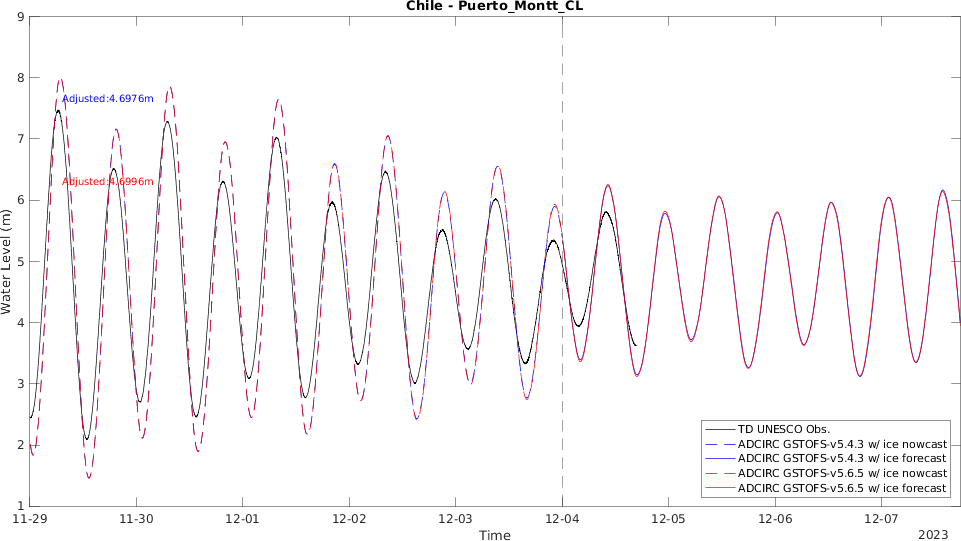 Chile - Puerto_Montt_CL
9
8
7
6
5
4
3
2
1
Water Level (m)
Adjusted:4.6976m
Adjusted:4.6996m
TD UNESCO Obs.
ADCIRC GSTOFS-v5.4.3 w/ ice nowcast
ADCIRC GSTOFS-v5.4.3 w/ ice forecast
ADCIRC GSTOFS-v5.6.5 w/ ice nowcast
ADCIRC GSTOFS-v5.6.5 w/ ice forecast
11-29 11-30 12-01 12-02 12-03 12-04 12-05 12-06 12-07
Time
2023